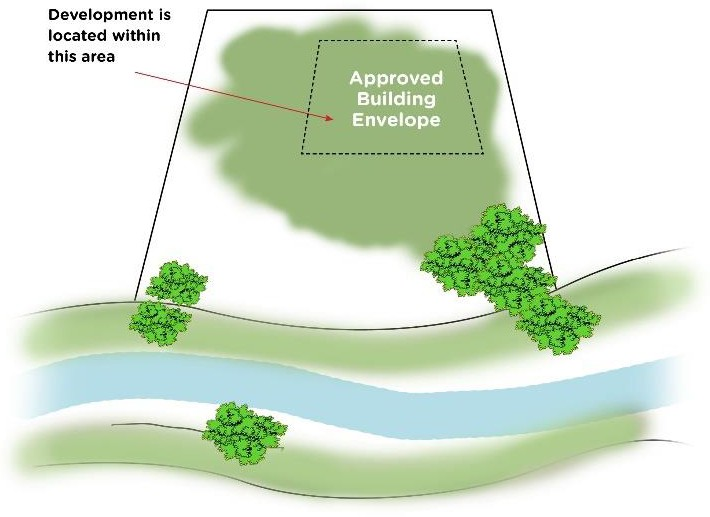 Development is
located within
this area
Approved
Building
Envelope